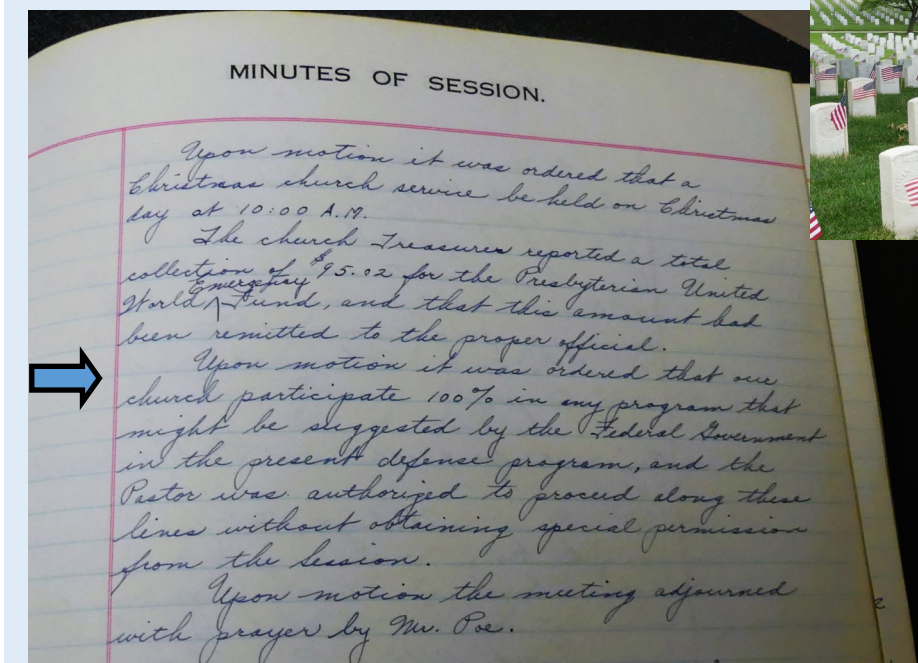 MINUTES OF SESSION.
Upon motion it was ordered that a
Christmas church service be held on Christmas
day at 10:00 A.M.
The church Treasurer reported a total
collection of $95.02 for the Presbyterian United
World Emergency Fund, and that this amount had
been remitted to the proper official.
Upon motion it was ordered that our
church participate 100% in any program that
might be suggested by the Federal Government
in the present defense program, and the
Pastor was authorized to proceed along these
lines without obtaining special permission
from the Session.
Upon motion the meeting adjourned
with prayer by Mr. Poe.